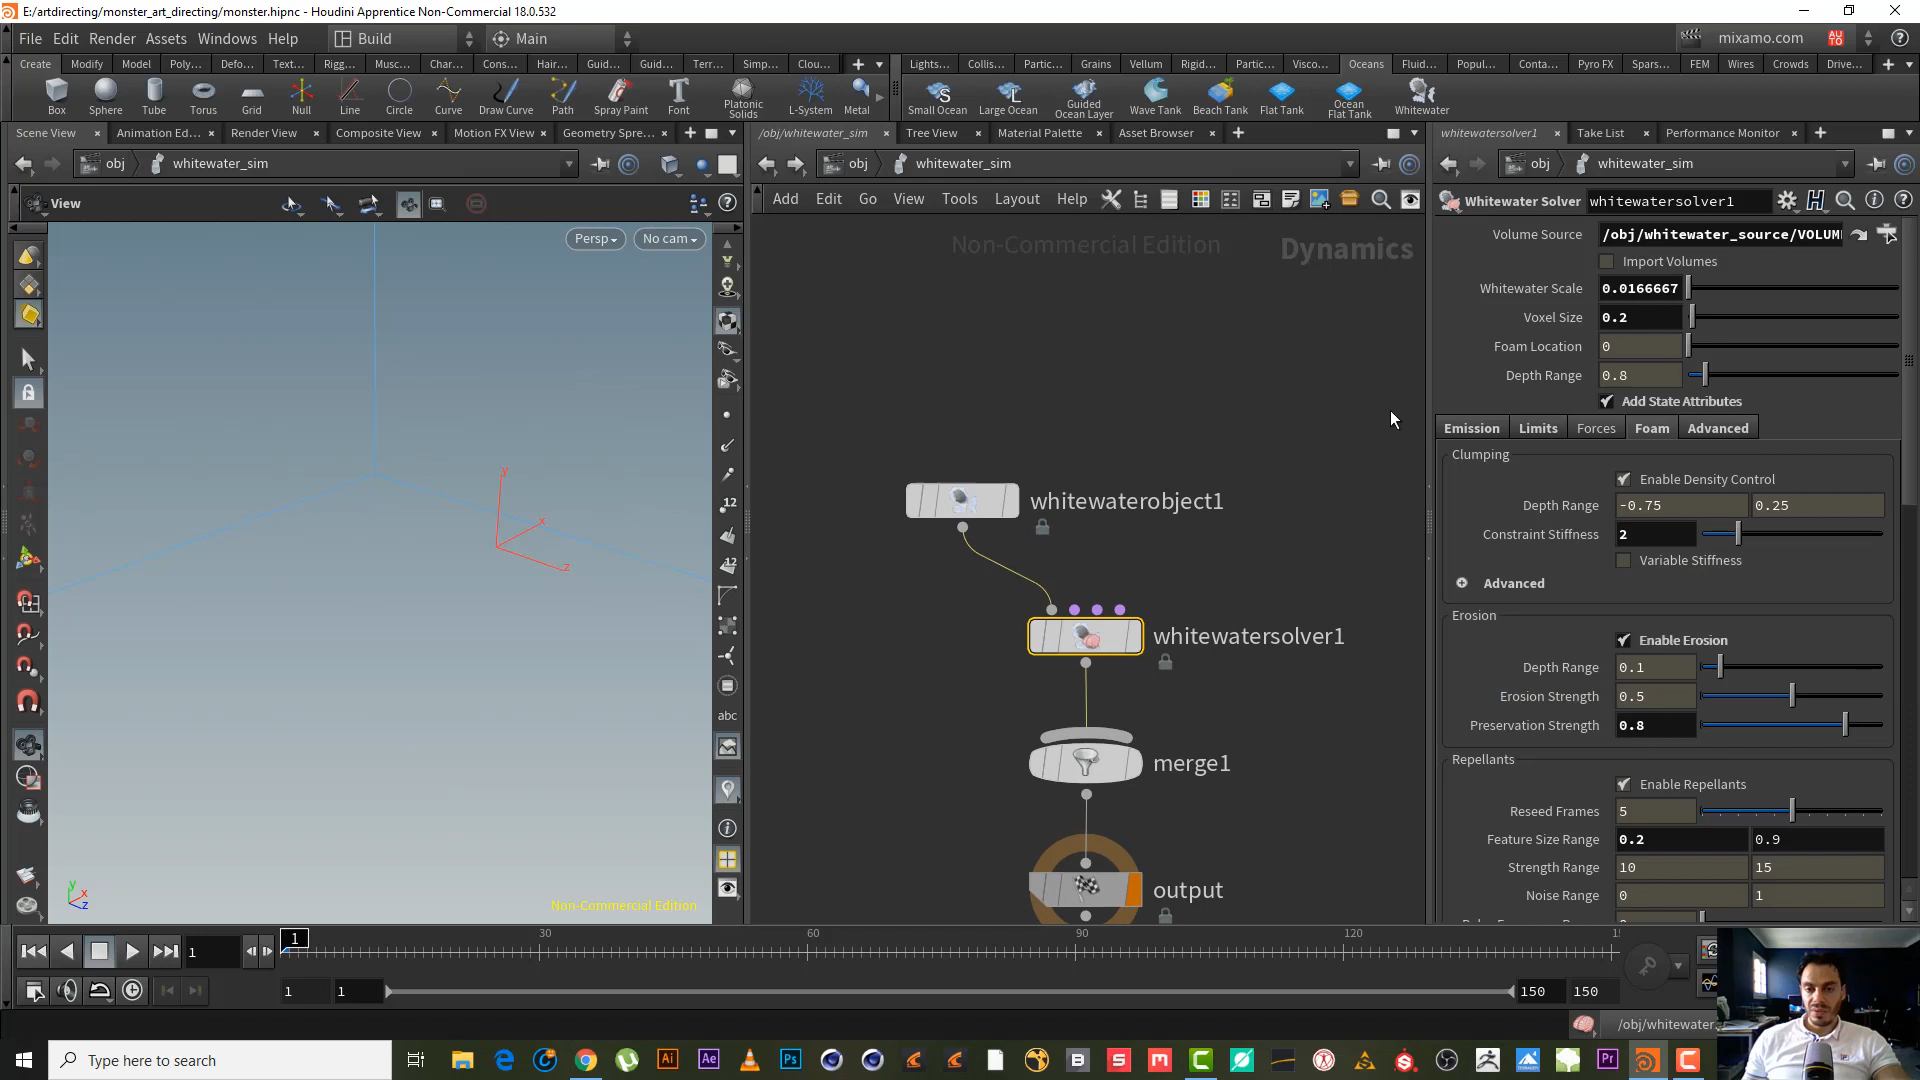 E:/artdirecting/monster_art_directing/monster.hipnc - Houdini Apprentice Non-Commercial 18.0.532
File Edit Render Assets Windows Help Build Main mixamo.com AUTO
Create Modify Model Poly... Defo... Text... Rigg... Musc... Char... Cons... Hair... Guid... Guid... Terr... Simp... Clou...
Lights... Collis... Partic... Grains Vellum Rigid... Partic... Visco... Oceans Fluid... Popul... Conta... Pyro FX Spars... FEM Wires Crowds Drive...
Box Sphere Tube Torus Grid Null Line Circle Curve Draw Curve Path Spray Paint Font Platonic Solids L-System Metal
Small Ocean Large Ocean Guided Ocean Layer Wave Tank Beach Tank Flat Tank Ocean Flat Tank Whitewater
Scene View Animation Ed... Render View Composite View Motion FX View Geometry Spre...
/obj/whitewater_sim Tree View Material Palette Asset Browser
whitewatersolver1 Take List Performance Monitor
obj whitewater_sim
obj whitewater_sim
obj whitewater_sim
View
Persp No cam
Add Edit Go View Tools Layout Help
Non-Commercial Edition Dynamics
whitewaterobject1
whitewatersolver1
merge1
output
y
x
z
y
x
z
Non-Commercial Edition
12
12
abc
Whitewater Solver whitewatersolver1
Volume Source /obj/whitewater_source/VOLUM
Import Volumes
Whitewater Scale 0.0166667
Voxel Size 0.2
Foam Location 0
Depth Range 0.8
Add State Attributes
Emission Limits Forces Foam Advanced
Clumping
Enable Density Control
Depth Range -0.75 0.25
Constraint Stiffness 2
Variable Stiffness
Advanced
Erosion
Enable Erosion
Depth Range 0.1
Erosion Strength 0.5
Preservation Strength 0.8
Repellants
Enable Repellants
Reseed Frames 5
Feature Size Range 0.2 0.9
Strength Range 10 15
Noise Range 0 1
1 1 30 60 90 120
1 1 150 150
/obj/whitewater
Type here to search